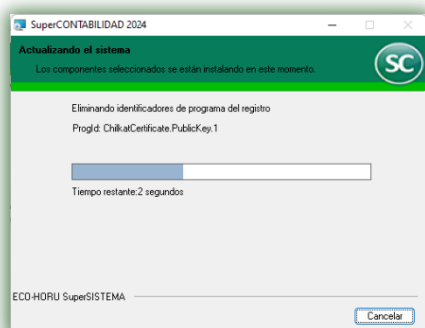 SuperCONTABILIDAD 2024
Actualizando el sistema
Los componentes seleccionados se están instalando en este momento.
SC
Eliminando identificadores de programa del registro
ProgId: ChilkatCertificate.PublicKey.1
Tiempo restante:2 segundos
ECO-HORU SuperSISTEMA
Cancelar